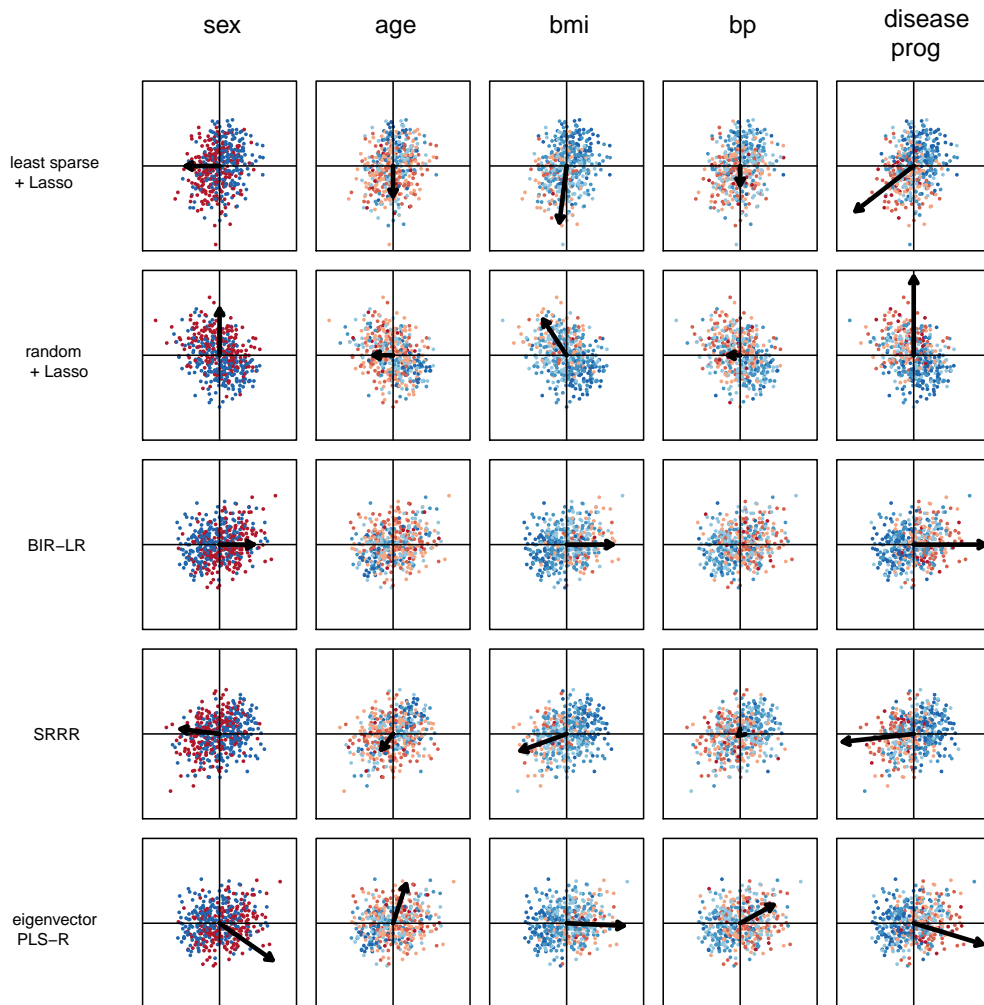 sex age bmi bp disease
prog
least sparse
+ Lasso
random
+ Lasso
BIR−LR
SRRR
eigenvector
PLS−R